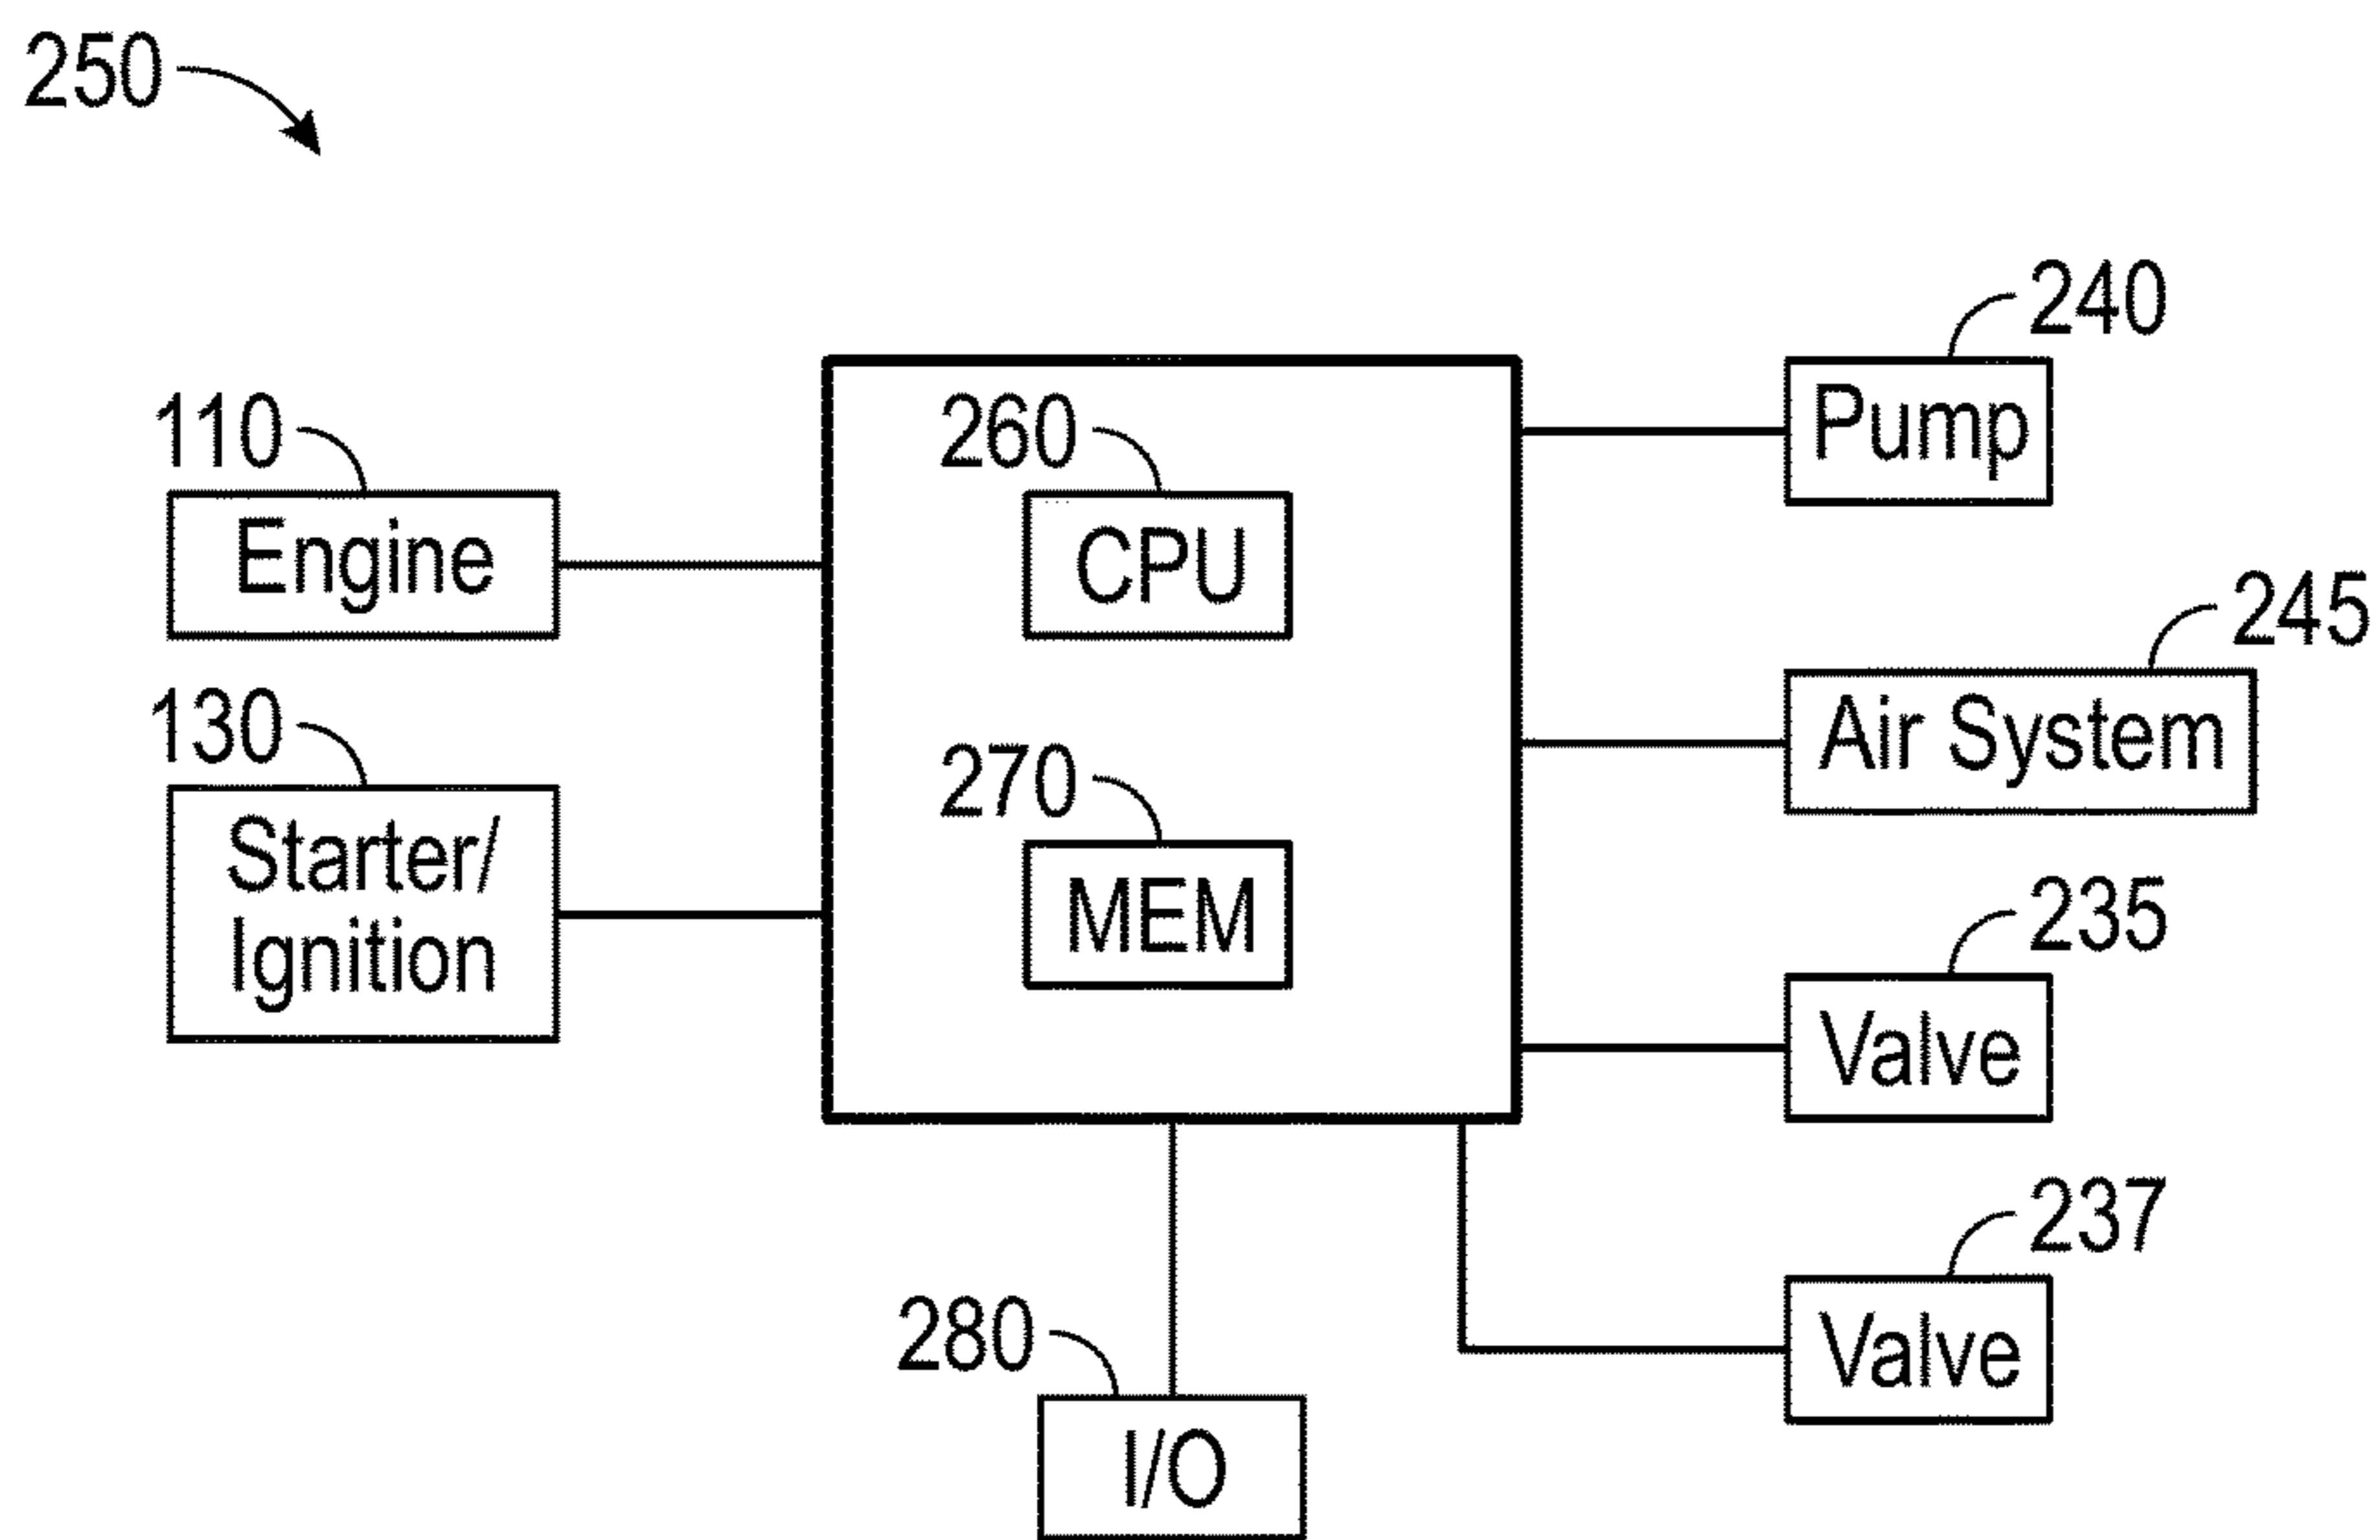 250
240
Pump
110
Engine
260
CPU
245
Air System
130
Starter/
Ignition
270
MEM
235
Valve
237
Valve
280
I/O